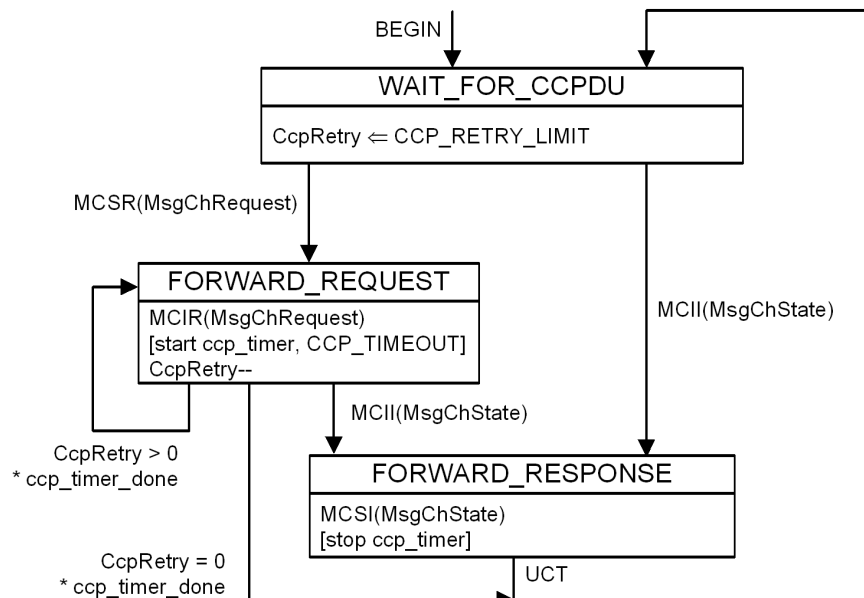 BEGIN
WAIT_FOR_CCPDU
CcpRetry ⇐ CCP_RETRY_LIMIT
MCSR(MsgChRequest)
FORWARD_REQUEST
MCIR(MsgChRequest)
[start ccp_timer, CCP_TIMEOUT]
CcpRetry--
MCII(MsgChState)
MCII(MsgChState)
CcpRetry > 0
* ccp_timer_done
FORWARD_RESPONSE
MCSI(MsgChState)
[stop ccp_timer]
CcpRetry = 0
* ccp_timer_done
UCT